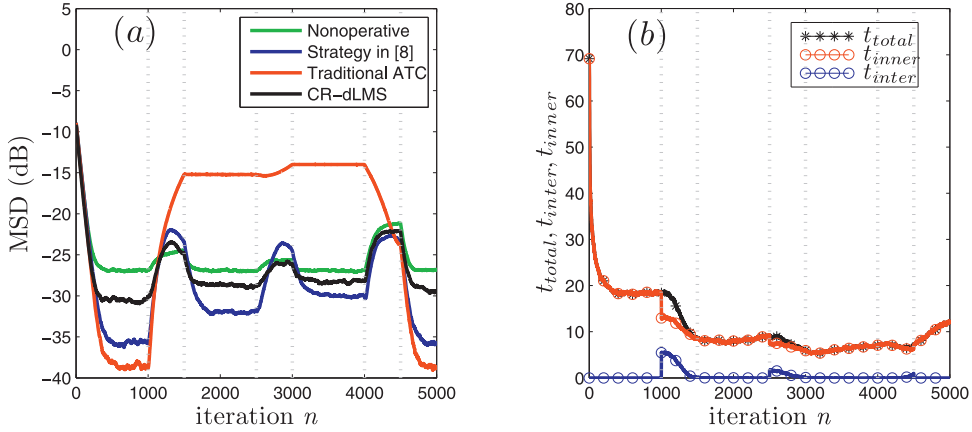 (a)
Nonoperative
Strategy in [8]
Traditional ATC
CR-dLMS
MSD (dB)
5
0
−5
−10
−15
−20
−25
−30
−35
−40
0 1000 2000 3000 4000 5000
iteration n
(b)
t_total
t_inner
t_inter
t_total, t_inter, t_inner
80
70
60
50
40
30
20
10
0
0 1000 2000 3000 4000 5000
iteration n